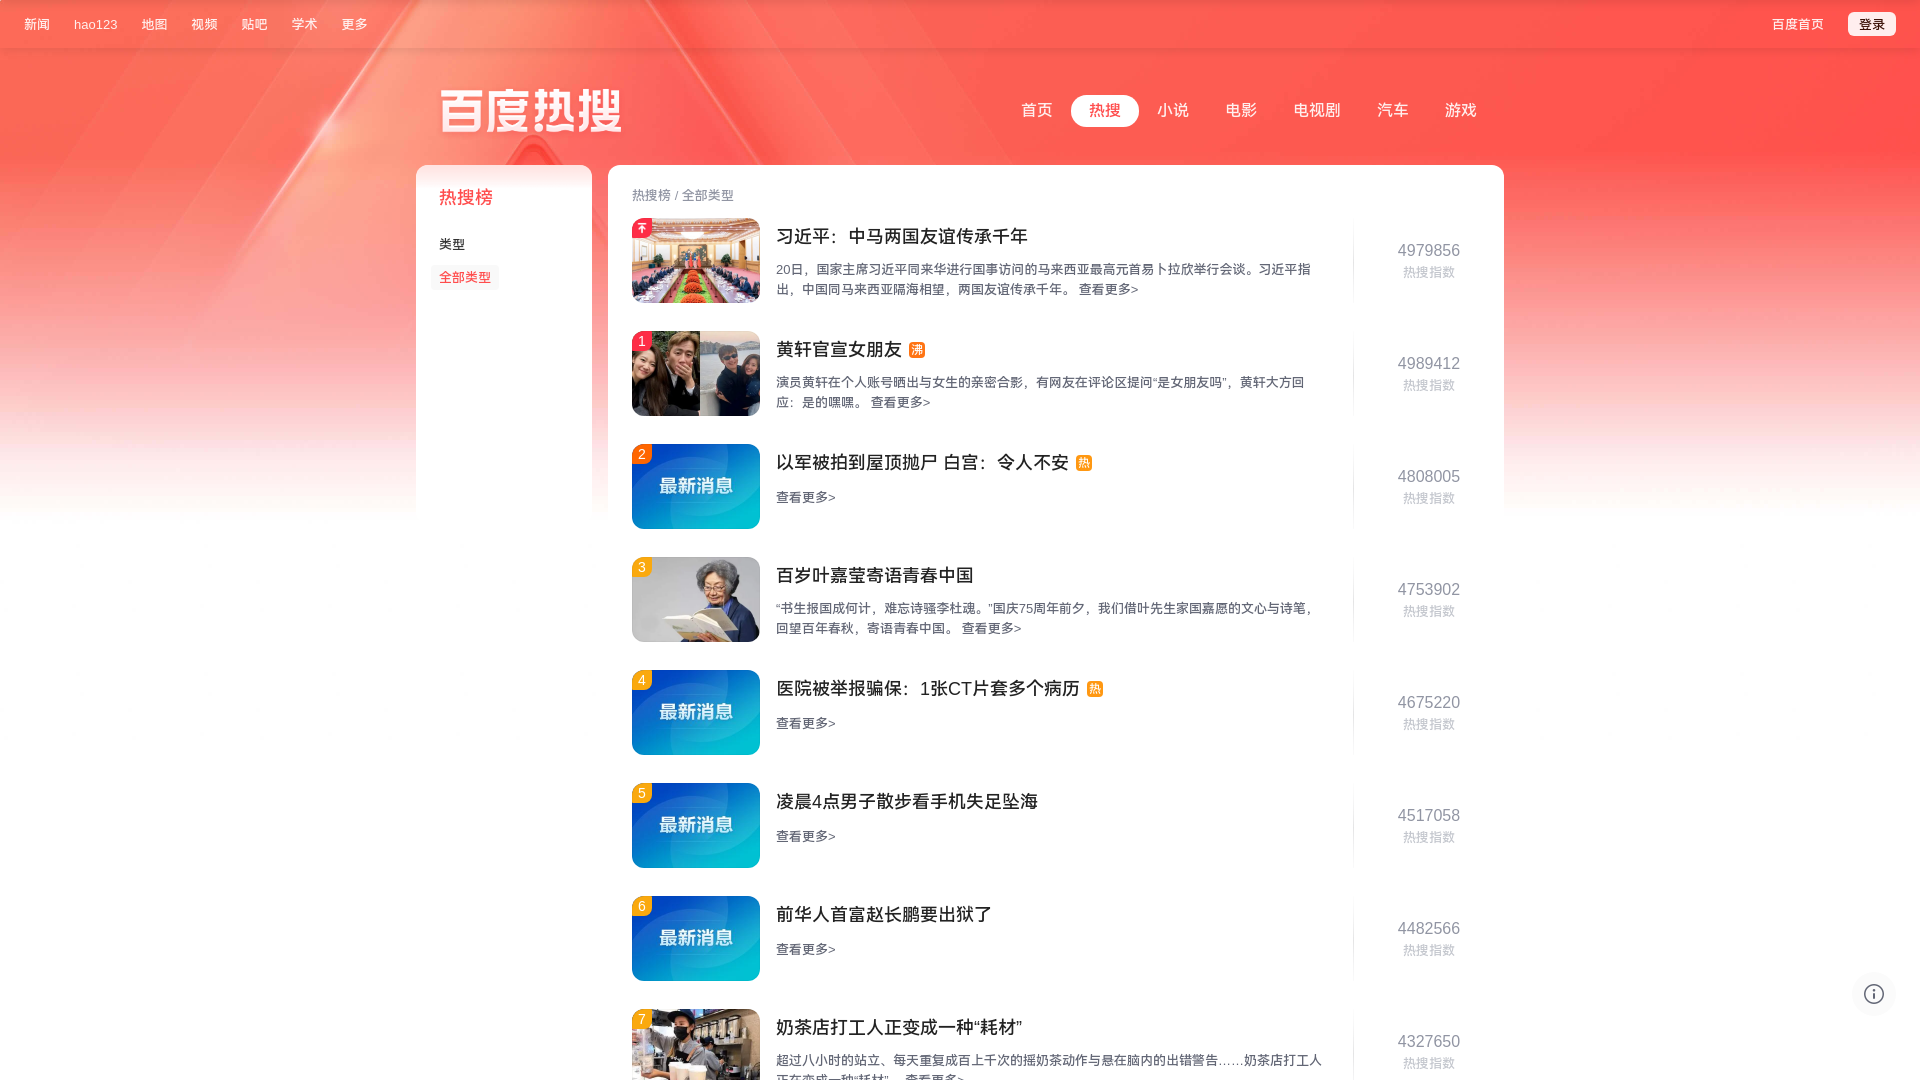 新闻 hao123 地图 视频 贴吧 学术 更多 百度首页 登录
百度热搜
首页 热搜 小说 电影 电视剧 汽车 游戏
热搜榜
类型
全部类型
热搜榜 / 全部类型
习近平：中马两国友谊传承千年
20日，国家主席习近平同来华进行国事访问的马来西亚最高元首易卜拉欣举行会谈。习近平指
出，中国同马来西亚隔海相望，两国友谊传承千年。 查看更多>
4979856
热搜指数
1
黄轩官宣女朋友 沸
演员黄轩在个人账号晒出与女生的亲密合影，有网友在评论区提问“是女朋友吗”，黄轩大方回
应：是的嘿嘿。 查看更多>
4989412
热搜指数
2
最新消息
以军被拍到屋顶抛尸 白宫：令人不安 热
查看更多>
4808005
热搜指数
3
百岁叶嘉莹寄语青春中国
“书生报国成何计，难忘诗骚李杜魂。”国庆75周年前夕，我们借叶先生家国嘉愿的文心与诗笔，
回望百年春秋，寄语青春中国。 查看更多>
4753902
热搜指数
4
最新消息
医院被举报骗保：1张CT片套多个病历 热
查看更多>
4675220
热搜指数
5
最新消息
凌晨4点男子散步看手机失足坠海
查看更多>
4517058
热搜指数
6
最新消息
前华人首富赵长鹏要出狱了
查看更多>
4482566
热搜指数
7
奶茶店打工人正变成一种“耗材”
超过八小时的站立、每天重复成百上千次的摇奶茶动作与悬在脑内的出错警告……奶茶店打工人
正在变成一种“耗材”。 查看更多>
4327650
热搜指数